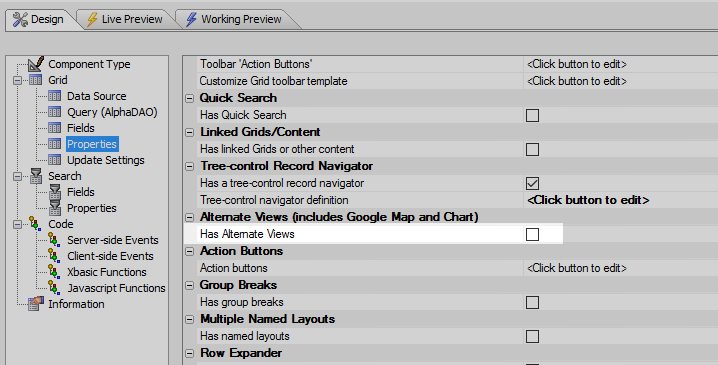 Design Live Preview Working Preview
Component Type
Grid
Data Source
Query (AlphaDAO)
Fields
Properties
Update Settings
Search
Fields
Properties
Code
Server-side Events
Client-side Events
Xbasic Functions
Javascript Functions
Information
Toolbar 'Action Buttons' <Click button to edit>
Customize Grid toolbar template <Click button to edit>
Quick Search
Has Quick Search
Linked Grids/Content
Has linked Grids or other content
Tree-control Record Navigator
Has a tree-control record navigator
Tree-control navigator definition <Click button to edit>
Alternate Views (includes Google Map and Chart)
Has Alternate Views
Action Buttons
Action buttons <Click button to edit>
Group Breaks
Has group breaks
Multiple Named Layouts
Has named layouts
Row Expander